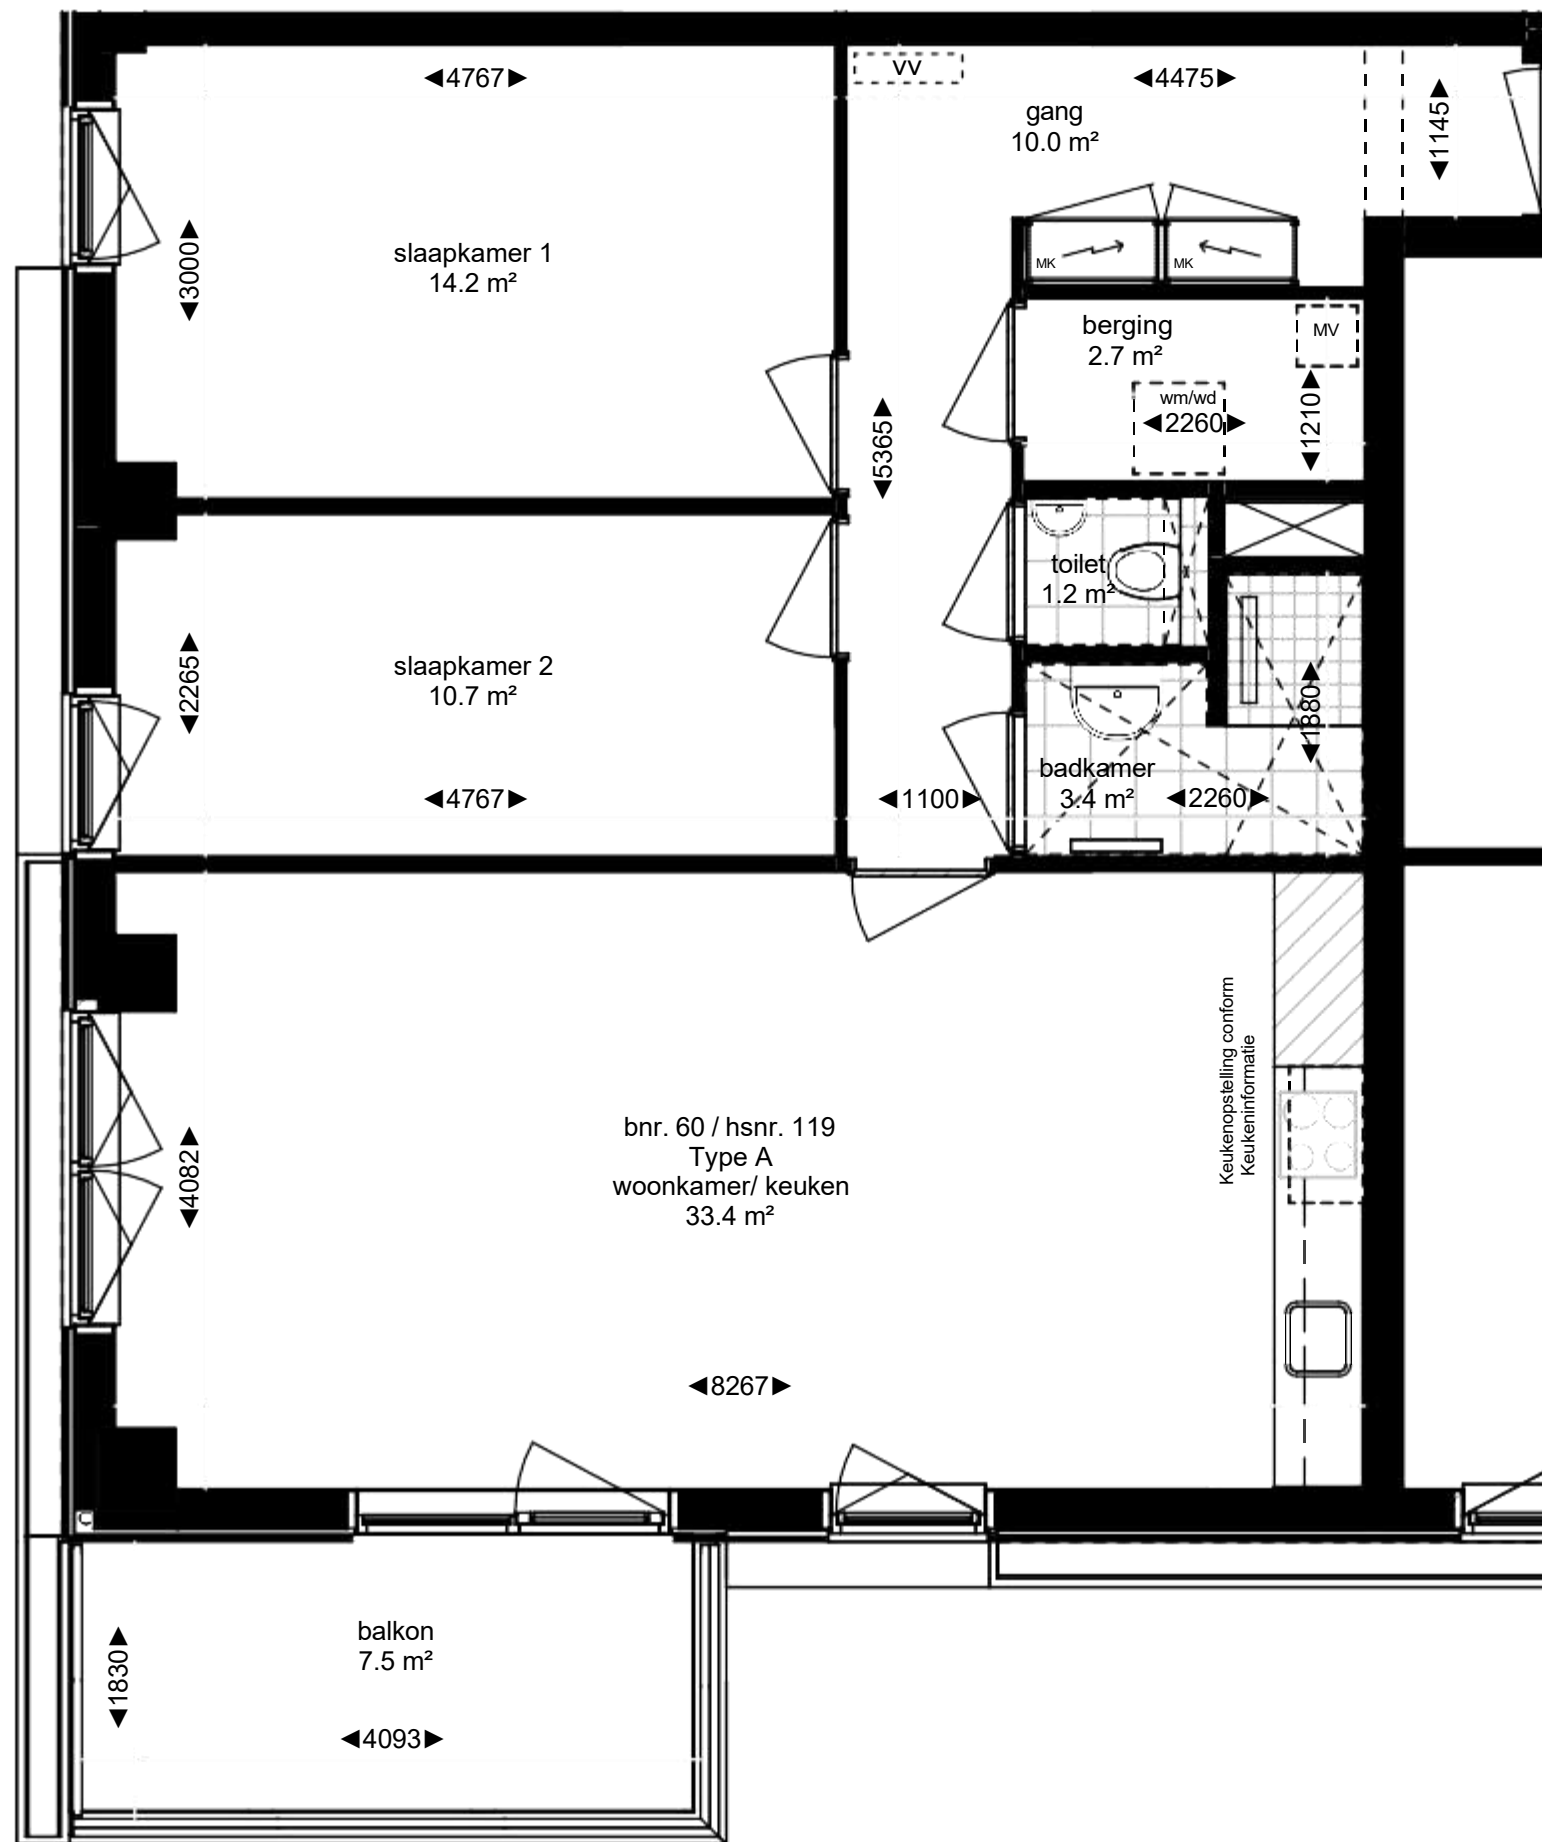 ◄4767►
VV
◄4475►
gang
10.0 m²
◄1145►
slaapkamer 1
14.2 m²
◄3000►
MK
MK
berging
2.7 m²
MV
wm/wd
◄2260►
◄1210►
◄5365►
toilet
1.2 m²
slaapkamer 2
10.7 m²
◄2265►
◄4767►
◄1100►
badkamer
3.4 m²
◄2260►
◄1880►
Keukenopstelling conform
Keukeninformatie
bnr. 60 / hsnr. 119
Type A
woonkamer/ keuken
33.4 m²
◄4082►
◄8267►
balkon
7.5 m²
◄1830►
◄4093►